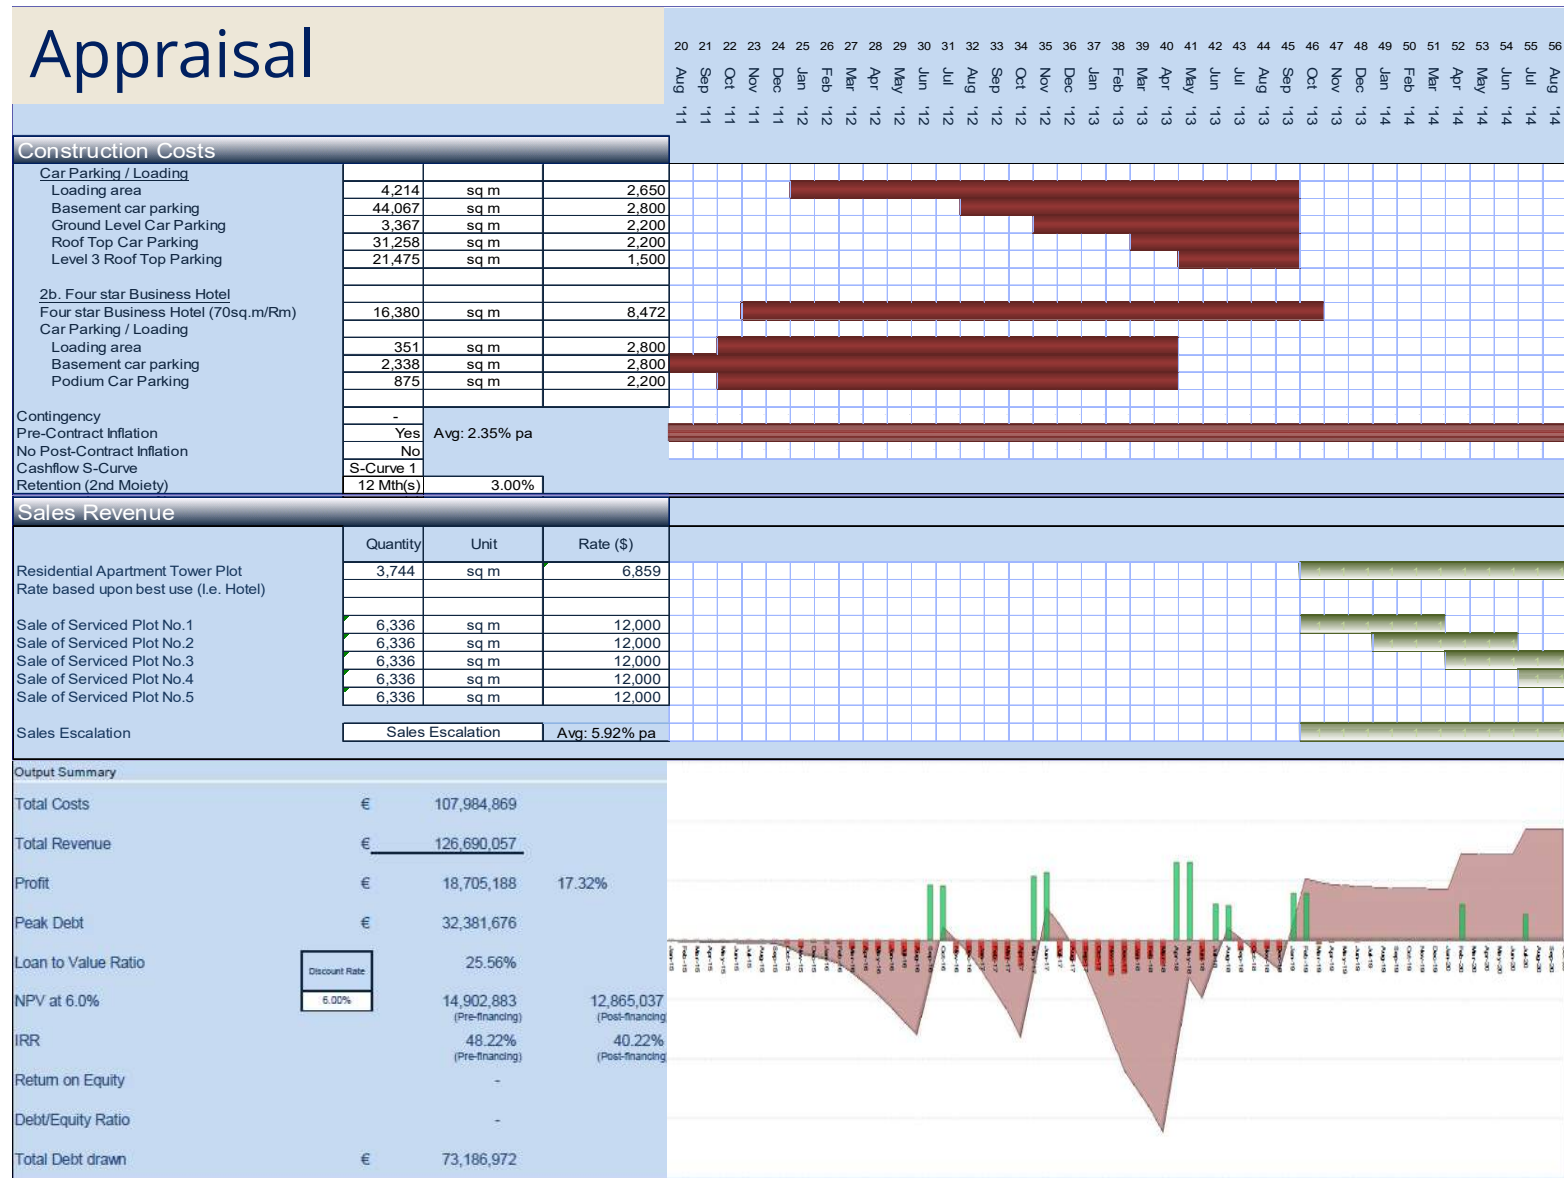 Appraisal
20 21 22 23 24 25 26 27 28 29 30 31 32 33 34 35 36 37 38 39 40 41 42 43 44 45 46 47 48 49 50 51 52 53 54 55 56
Aug '11 Sep '11 Oct '11 Nov '11 Dec '11 Jan '12 Feb '12 Mar '12 Apr '12 May '12 Jun '12 Jul '12 Aug '12 Sep '12 Oct '12 Nov '12 Dec '12 Jan '13 Feb '13 Mar '13 Apr '13 May '13 Jun '13 Jul '13 Aug '13 Sep '13 Oct '13 Nov '13 Dec '13 Jan '14 Feb '14 Mar '14 Apr '14 May '14 Jun '14 Jul '14 Aug '14
Construction Costs
Car Parking / Loading
Loading area 4,214 sq m 2,650
Basement car parking 44,067 sq m 2,800
Ground Level Car Parking 3,367 sq m 2,200
Roof Top Car Parking 31,258 sq m 2,200
Level 3 Roof Top Parking 21,475 sq m 1,500
2b. Four star Business Hotel
Four star Business Hotel (70sq.m/Rm) 16,380 sq m 8,472
Car Parking / Loading
Loading area 351 sq m 2,800
Basement car parking 2,338 sq m 2,800
Podium Car Parking 875 sq m 2,200
Contingency -
Pre-Contract Inflation Yes Avg: 2.35% pa
No Post-Contract Inflation No
Cashflow S-Curve S-Curve 1
Retention (2nd Moiety) 12 Mth(s) 3.00%
Sales Revenue
Quantity Unit Rate ($)
Residential Apartment Tower Plot 3,744 sq m 6,859
Rate based upon best use (I.e. Hotel)
Sale of Serviced Plot No.1 6,336 sq m 12,000
Sale of Serviced Plot No.2 6,336 sq m 12,000
Sale of Serviced Plot No.3 6,336 sq m 12,000
Sale of Serviced Plot No.4 6,336 sq m 12,000
Sale of Serviced Plot No.5 6,336 sq m 12,000
Sales Escalation Sales Escalation Avg: 5.92% pa
Output Summary
Total Costs € 107,984,869
Total Revenue € 126,690,057
Profit € 18,705,188 17.32%
Peak Debt € 32,381,676
Loan to Value Ratio 25.56%
Discount Rate
NPV at 6.0% 6.00% 14,902,883 12,865,037
(Pre-financing) (Post-financing
IRR 48.22% 40.22%
(Pre-financing) (Post-financing
Return on Equity -
Debt/Equity Ratio -
Total Debt drawn € 73,186,972